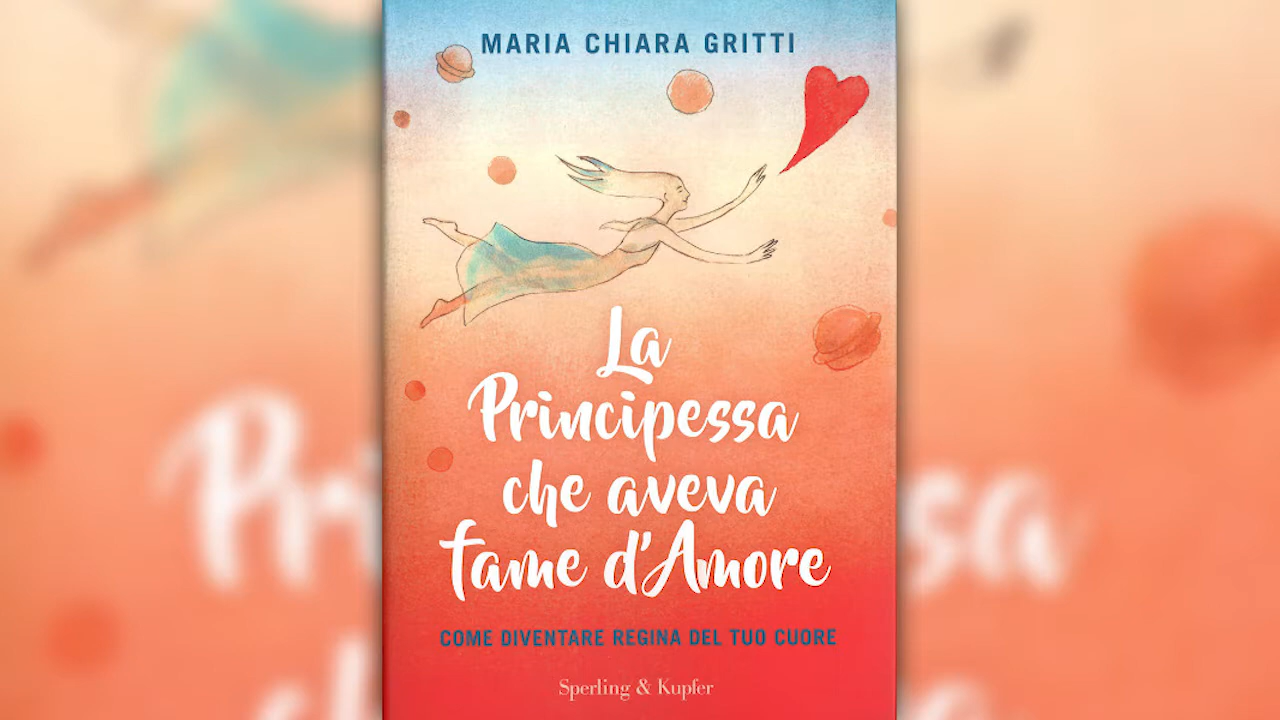 MARIA CHIARA GRITTI
La
Principessa
che aveva
fame d'Amore
COME DIVENTARE REGINA DEL TUO CUORE
Sperling & Kupfer